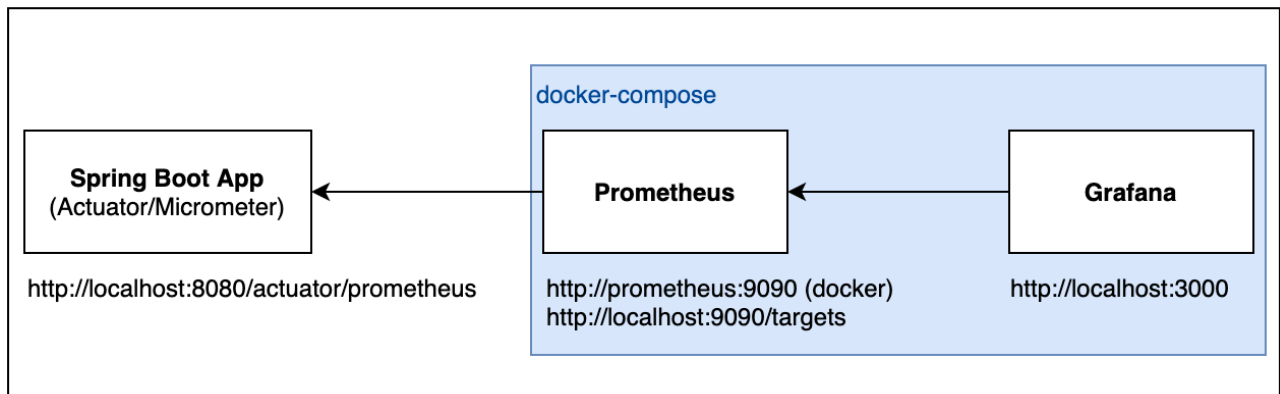 docker-compose
Spring Boot App
(Actuator/Micrometer)
Prometheus
Grafana
http://localhost:8080/actuator/prometheus
http://prometheus:9090 (docker)
http://localhost:9090/targets
http://localhost:3000